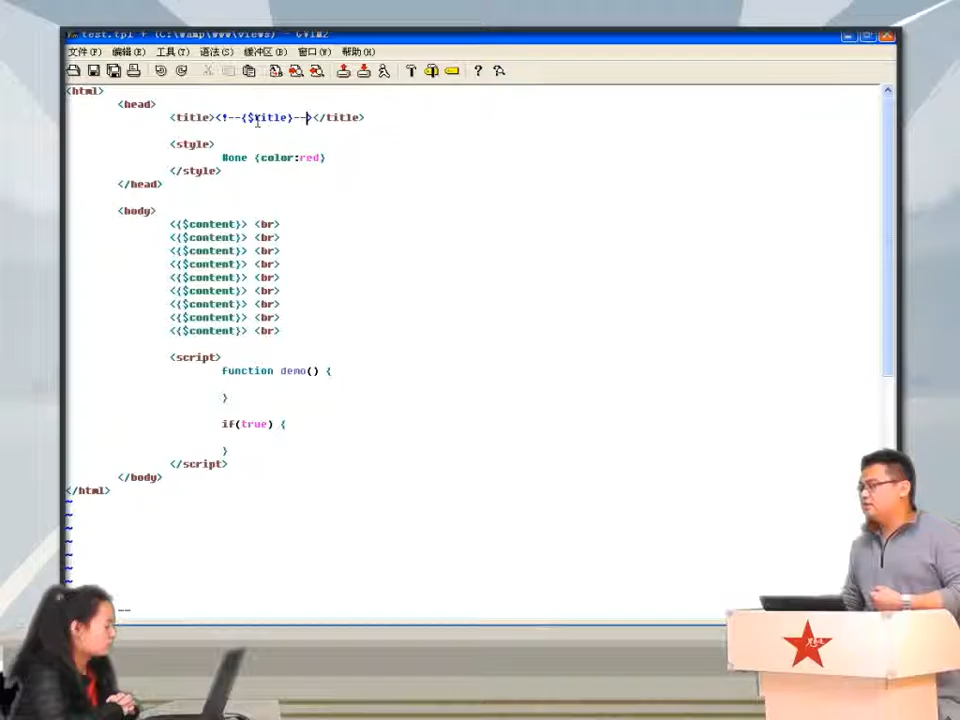 test.tpl + (C:\wamp\www\views) - GVIM2
文件(F) 编辑(E) 工具(T) 语法(S) 缓冲区(B) 窗口(W) 帮助(H)
<html>
<head>
<title><!--{$title}--></title>
<style>
#one {color:red}
</style>
</head>
<body>
<{$content}> <br>
<{$content}> <br>
<{$content}> <br>
<{$content}> <br>
<{$content}> <br>
<{$content}> <br>
<{$content}> <br>
<{$content}> <br>
<{$content}> <br>
<script>
function demo() {
}
if(true) {
}
</script>
</body>
</html>
~
~
~
~
~
~
~
--